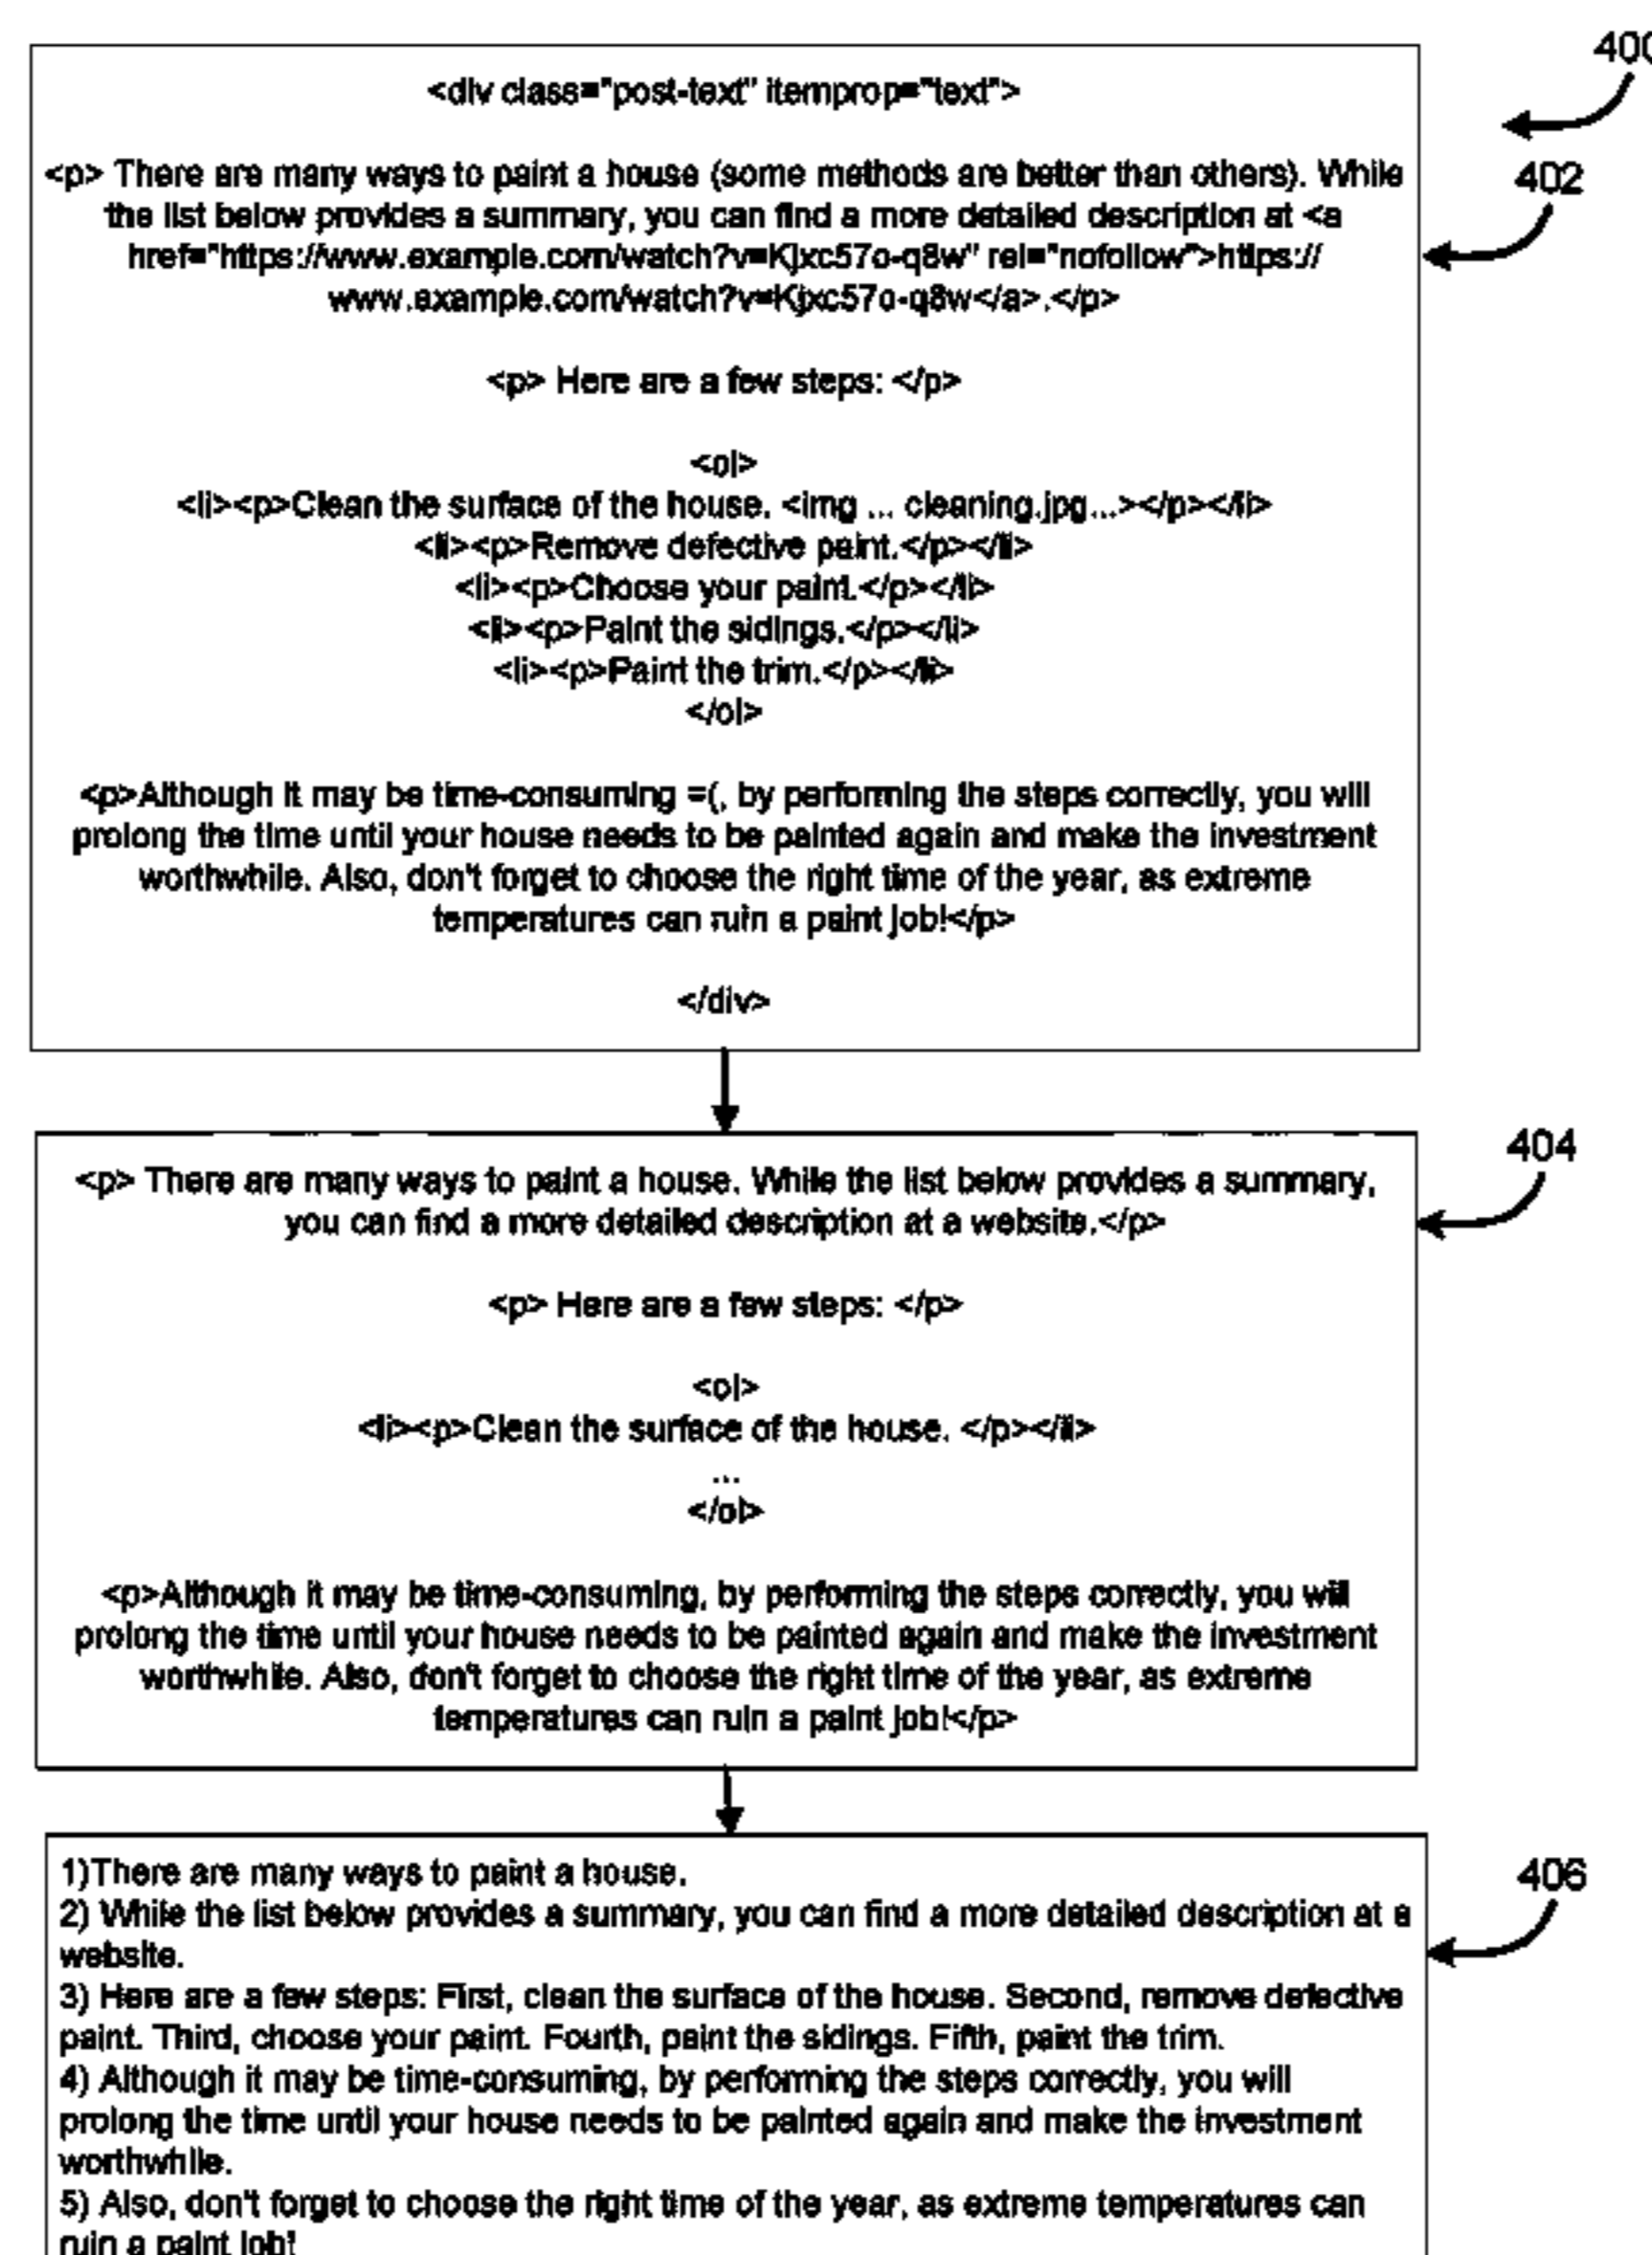 400
<div class="post-text" itemprop="text">
<p> There are many ways to paint a house (some methods are better than others). While
402
the list below provides a summary, you can find a more detailed description at <a
href="https://www.example.com/watch?v=Kjxc57o-q8w" rel="nofollow">https://
www.example.com/watch?v=Kjxc57o-q8w</a>.</p>
<p> Here are a few steps: </p>
<ol>
<li><p>Clean the surface of the house. <img ... cleaning.jpg...></p></li>
<li><p>Remove defective paint.</p></li>
<li><p>Choose your paint.</p></li>
<li><p>Paint the sidings.</p></li>
<li><p>Paint the trim.</p></li>
</ol>
<p>Although it may be time-consuming =(, by performing the steps correctly, you will
prolong the time until your house needs to be painted again and make the investment
worthwhile. Also, don't forget to choose the right time of the year, as extreme
temperatures can ruin a paint job!</p>
</div>
404
<p> There are many ways to paint a house. While the list below provides a summary,
you can find a more detailed description at a website.</p>
<p> Here are a few steps: </p>
<ol>
<li><p>Clean the surface of the house. </p></li>
...
</ol>
<p>Although it may be time-consuming, by performing the steps correctly, you will
prolong the time until your house needs to be painted again and make the investment
worthwhile. Also, don't forget to choose the right time of the year, as extreme
temperatures can ruin a paint job!</p>
406
1)There are many ways to paint a house.
2) While the list below provides a summary, you can find a more detailed description at a
website.
3) Here are a few steps: First, clean the surface of the house. Second, remove defective
paint. Third, choose your paint. Fourth, paint the sidings. Fifth, paint the trim.
4) Although it may be time-consuming, by performing the steps correctly, you will
prolong the time until your house needs to be painted again and make the investment
worthwhile.
5) Also, don't forget to choose the right time of the year, as extreme temperatures can
ruin a paint job!